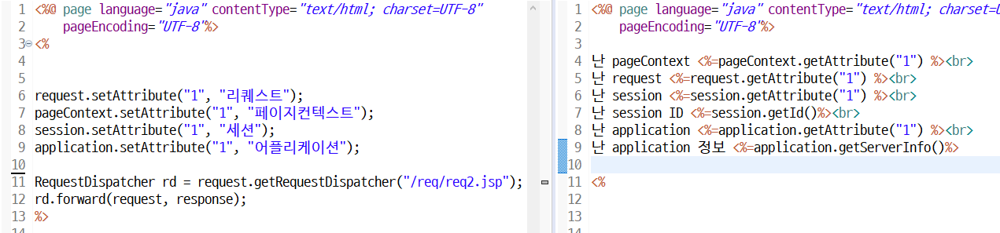 1 <%@ page language="java" contentType="text/html; charset=UTF-8"
2     pageEncoding="UTF-8"%>
3 <%
4
5
6 request.setAttribute("1", "리퀘스트");
7 pageContext.setAttribute("1", "페이지컨텍스트");
8 session.setAttribute("1", "세션");
9 application.setAttribute("1", "어플리케이션");
10
11 RequestDispatcher rd = request.getRequestDispatcher("/req/req2.jsp");
12 rd.forward(request, response);
13 %>
1 <%@ page language="java" contentType="text/html; charset=
2     pageEncoding="UTF-8"%>
3
4 난 pageContext <%=pageContext.getAttribute("1") %><br>
5 난 request <%=request.getAttribute("1") %><br>
6 난 session <%=session.getAttribute("1") %><br>
7 난 session ID <%=session.getId()%><br>
8 난 application <%=application.getAttribute("1") %><br>
9 난 application 정보 <%=application.getServerInfo()%>
10
11 <%
12
13